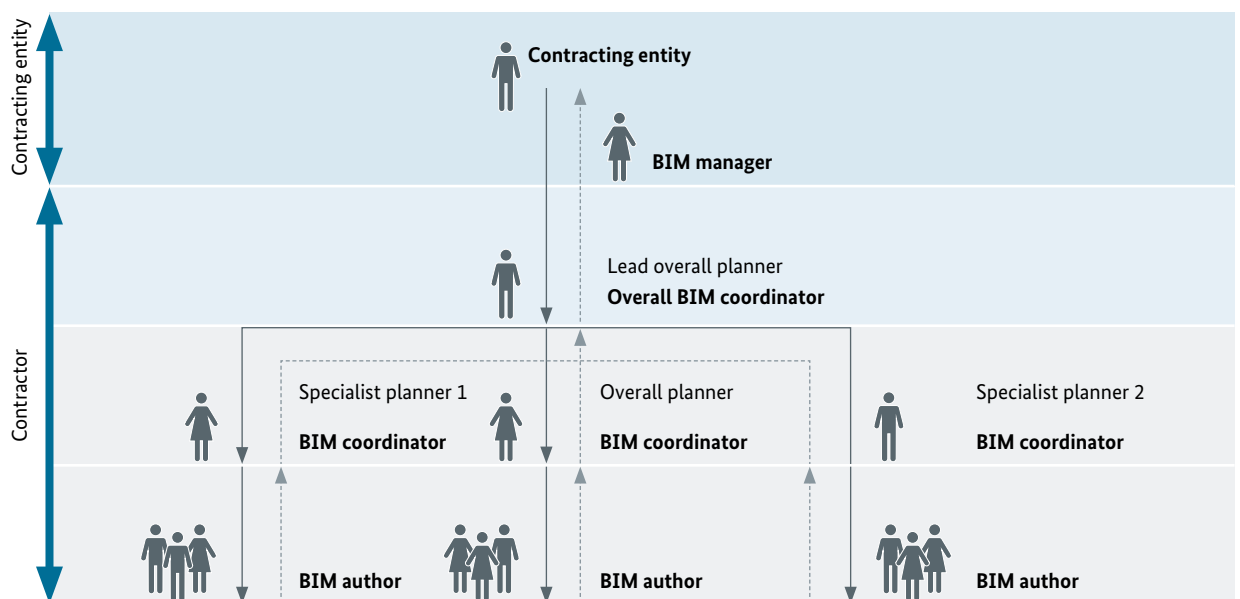 Contracting entity
Contracting entity
BIM manager
Contractor
Lead overall planner
Overall BIM coordinator
Specialist planner 1
BIM coordinator
Overall planner
BIM coordinator
Specialist planner 2
BIM coordinator
BIM author
BIM author
BIM author